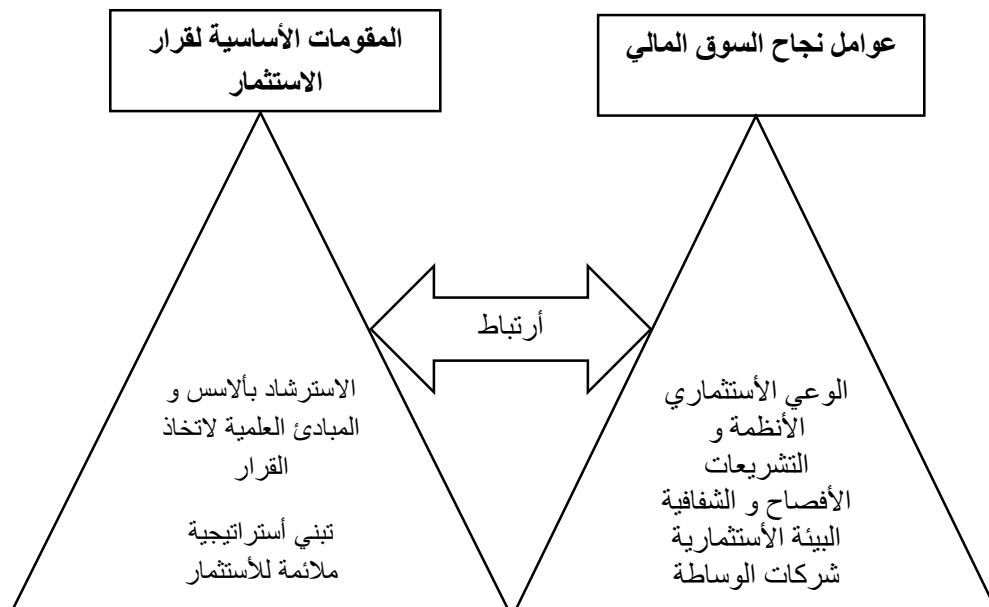 عوامل نجاح السوق المالي
المقومات الأساسية لقرار
الاستثمار
أرتباط
الوعي الأستثماري
الأنظمة و
التشريعات
الأفصاح و الشفافية
البيئة الأستثمارية
شركات الوساطة
الاسترشاد بألاسس و
المبادئ العلمية لاتخاذ
القرار
تبني أستراتيجية
ملائمة للأستثمار